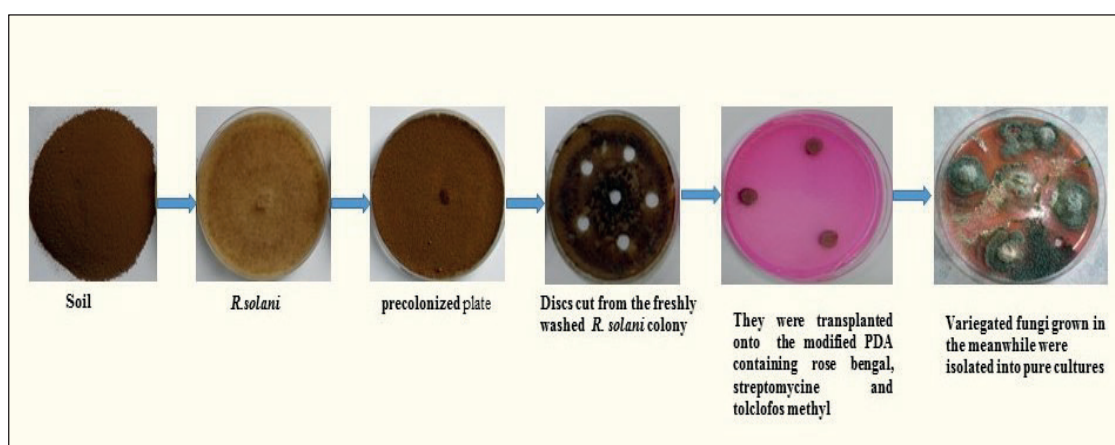 Soil
R.solani
precolonized plate
Discs cut from the freshly
washed R. solani colony
They were transplanted
onto the modified PDA
containing rose bengal,
streptomycine and
tolclofos methyl
Variegated fungi grown in
the meanwhile were
isolated into pure cultures